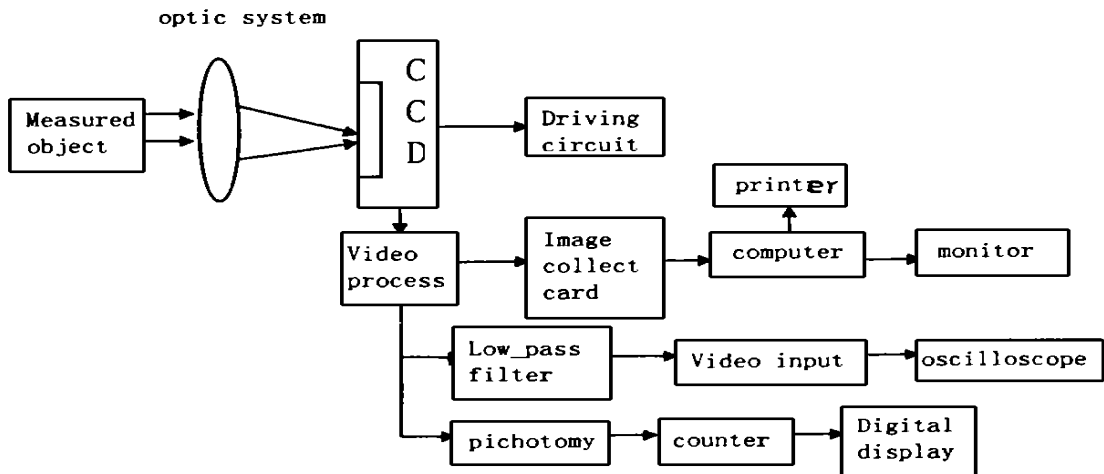 optic system
Measured
object
C
C
D
Driving
circuit
printer
Video
process
Image
collect
card
computer
monitor
Low_pass
filter
Video input
oscilloscope
pichotomy
counter
Digital
display